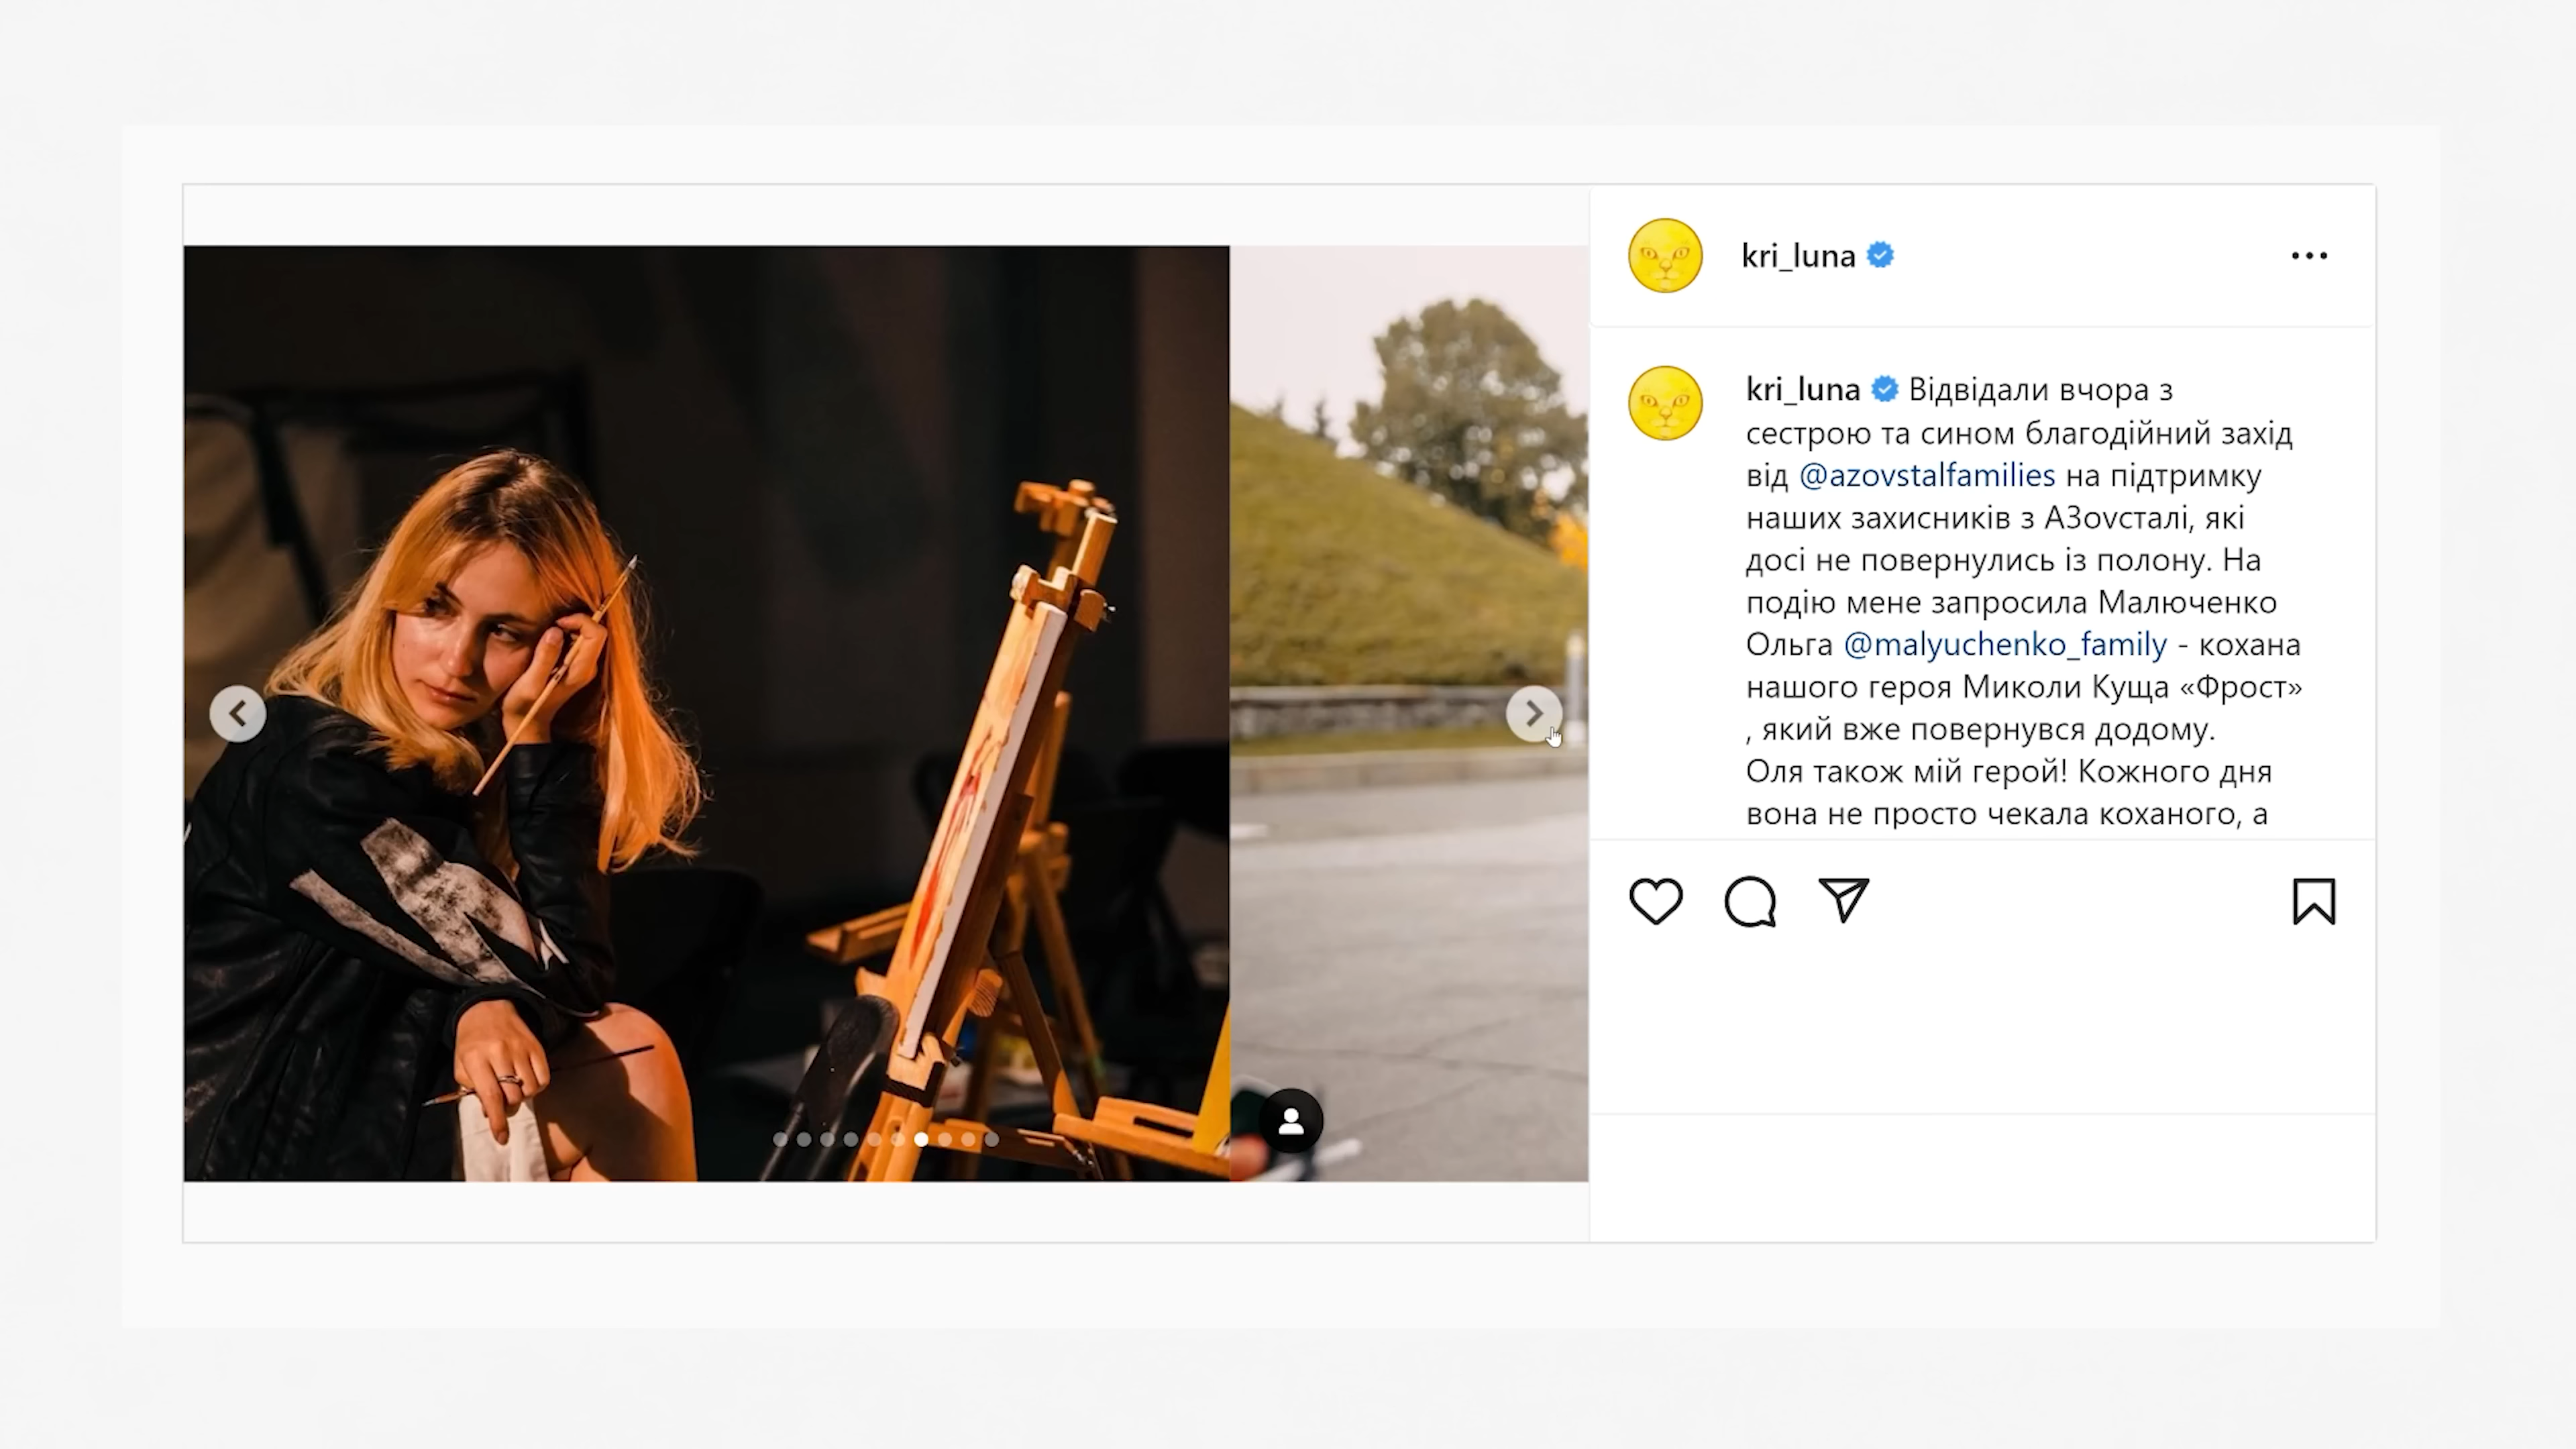 kri_luna
kri_luna Відвідали вчора з
сестрою та сином благодійний захід
від @azovstalfamilies на підтримку
наших захисників з АЗоvсталі, які
досі не повернулись із полону. На
подію мене запросила Малюченко
Ольга @malyuchenko_family - кохана
нашого героя Миколи Куща «Фрост»
, який вже повернувся додому.
Оля також мій герой! Кожного дня
вона не просто чекала коханого, а